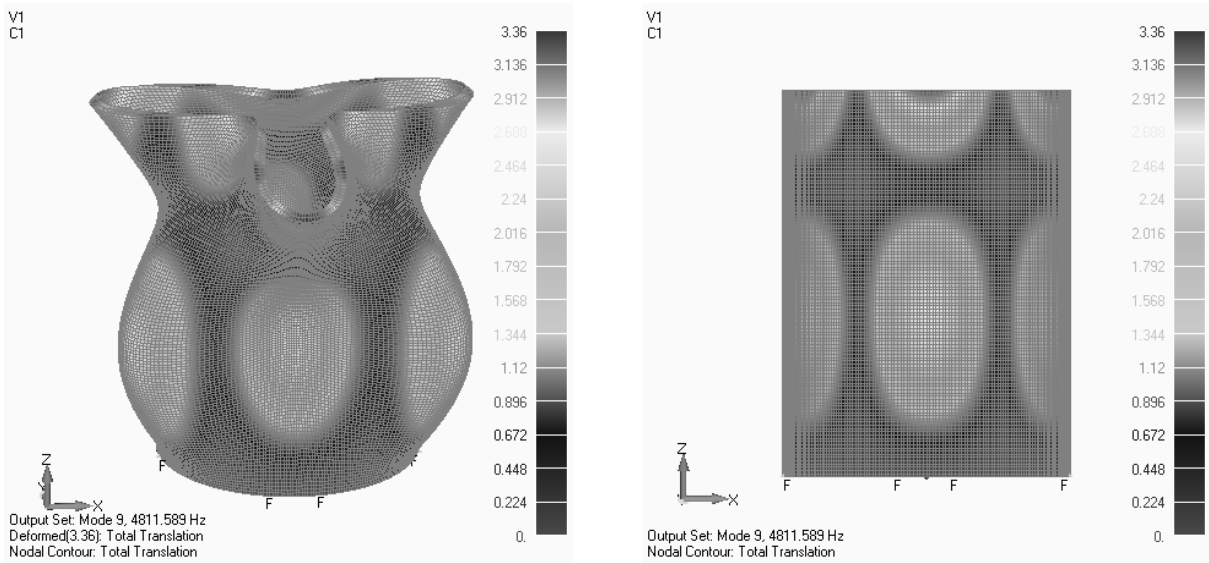 V1
C1
3.36
3.136
2.912
2.688
2.464
2.24
2.016
1.792
1.568
1.344
1.12
0.896
0.672
0.448
0.224
0.
Z
Y
X
F
F
F
F
Output Set: Mode 9, 4811.589 Hz
Deformed(3.36): Total Translation
Nodal Contour: Total Translation
V1
C1
3.36
3.136
2.912
2.688
2.464
2.24
2.016
1.792
1.568
1.344
1.12
0.896
0.672
0.448
0.224
0.
F
F
F
F
Z
X
Output Set: Mode 9, 4811.589 Hz
Nodal Contour: Total Translation